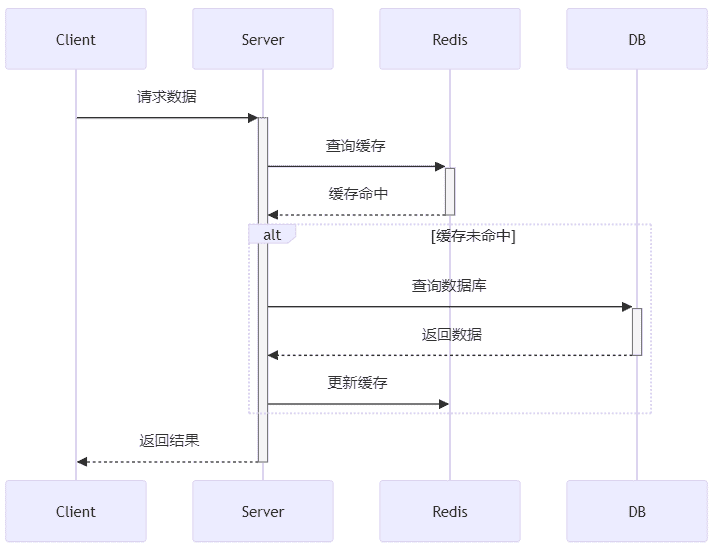 Client Server Redis DB
请求数据
查询缓存
缓存命中
alt [缓存未命中]
查询数据库
返回数据
更新缓存
返回结果
Client Server Redis DB